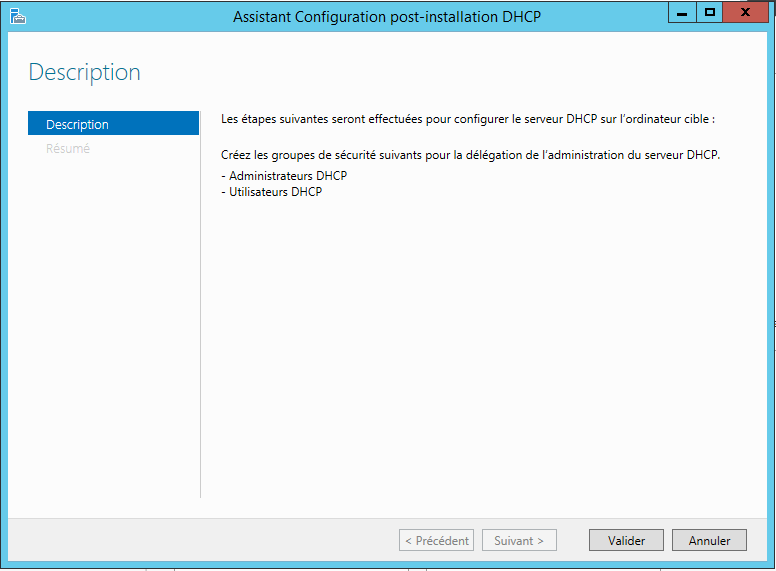 Assistant Configuration post-installation DHCP
Description
Description
Résumé
Les étapes suivantes seront effectuées pour configurer le serveur DHCP sur l'ordinateur cible :
Créez les groupes de sécurité suivants pour la délégation de l'administration du serveur DHCP.
- Administrateurs DHCP
- Utilisateurs DHCP
< Précédent
Suivant >
Valider
Annuler